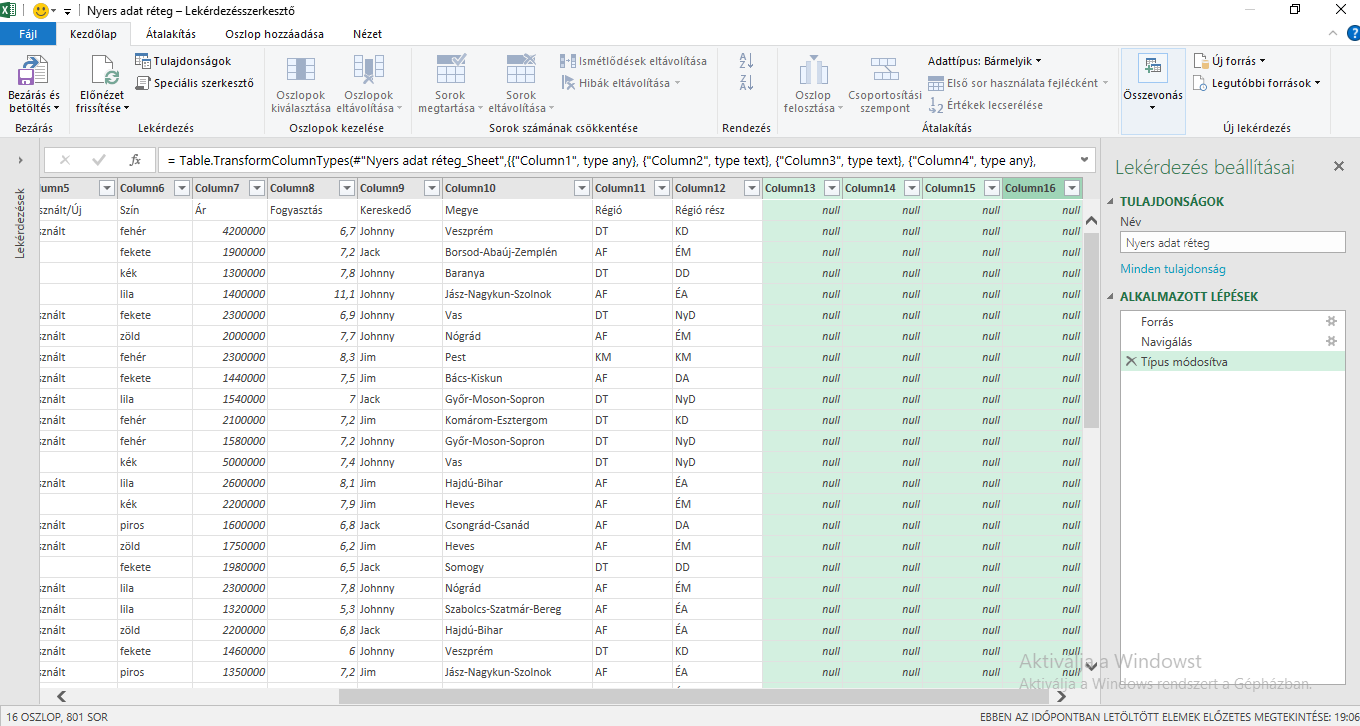 Nyers adat réteg – Lekérdezésszerkesztő
Fájl Kezdőlap Átalakítás Oszlop hozzáadása Nézet
Bezárás és betöltés
Bezárás
Előnézet frissítése
Tulajdonságok
Speciális szerkesztő
Lekérdezés
Oszlopok kiválasztása
Oszlopok eltávolítása
Oszlopok kezelése
Sorok megtartása
Sorok eltávolítása
Ismétlődések eltávolítása
Hibák eltávolítása
Sorok számának csökkentése
A Z
Z A
Rendezés
Oszlop felosztása
Csoportosítási szempont
Adattípus: Bármelyik
Első sor használata fejlécként
1 2 Értékek lecserélése
Átalakítás
Összevonás
Új forrás
Legutóbbi források
Új lekérdezés
fx = Table.TransformColumnTypes(#"Nyers adat réteg_Sheet",{{"Column1", type any}, {"Column2", type text}, {"Column3", type text}, {"Column4", type any},
Lekérdezések
lumn5 Column6 Column7 Column8 Column9 Column10 Column11 Column12 Column13 Column14 Column15 Column16
sznált/Új Szín Ár Fogyasztás Kereskedő Megye Régió Régió rész null null null null
sznált fehér 4200000 6,7 Johnny Veszprém DT KD null null null null
fekete 1900000 7,2 Jack Borsod-Abaúj-Zemplén AF ÉM null null null null
kék 1300000 7,8 Johnny Baranya DT DD null null null null
lila 1400000 11,1 Johnny Jász-Nagykun-Szolnok AF ÉA null null null null
sznált fekete 2300000 6,9 Johnny Vas DT NyD null null null null
sznált zöld 2000000 7,7 Johnny Nógrád AF ÉM null null null null
sznált fehér 2300000 8,3 Jim Pest KM KM null null null null
sznált fekete 1440000 7,5 Jim Bács-Kiskun AF DA null null null null
sznált lila 1540000 7 Jack Győr-Moson-Sopron DT NyD null null null null
sznált fehér 2100000 7,2 Jim Komárom-Esztergom DT KD null null null null
sznált fehér 1580000 7,2 Johnny Győr-Moson-Sopron DT NyD null null null null
kék 5000000 7,4 Johnny Vas DT NyD null null null null
sznált lila 2600000 8,1 Jim Hajdú-Bihar AF ÉA null null null null
kék 2200000 7,9 Jim Heves AF ÉM null null null null
sznált piros 1600000 6,8 Jack Csongrád-Csanád AF DA null null null null
sznált zöld 1750000 6,2 Jim Heves AF ÉM null null null null
fekete 1980000 6,5 Jack Somogy DT DD null null null null
sznált lila 2300000 7,8 Johnny Nógrád AF ÉM null null null null
sznált lila 1320000 5,3 Johnny Szabolcs-Szatmár-Bereg AF ÉA null null null null
sznált zöld 2200000 6,8 Jack Hajdú-Bihar AF ÉA null null null null
sznált fekete 1460000 6 Johnny Veszprém DT KD null null null null
sznált piros 1350000 7,2 Jim Jász-Nagykun-Szolnok AF ÉA null null null null
Lekérdezés beállításai
TULAJDONSÁGOK
Név
Nyers adat réteg
Minden tulajdonság
ALKALMAZOTT LÉPÉSEK
Forrás
Navigálás
Típus módosítva
Aktiválja a Windowst
Aktiválja a Windows rendszert a Gépházban.
16 OSZLOP, 801 SOR
EBBEN AZ IDŐPONTBAN LETÖLTÖTT ELEMEK ELŐZETES MEGTEKINTÉSE: 19:06